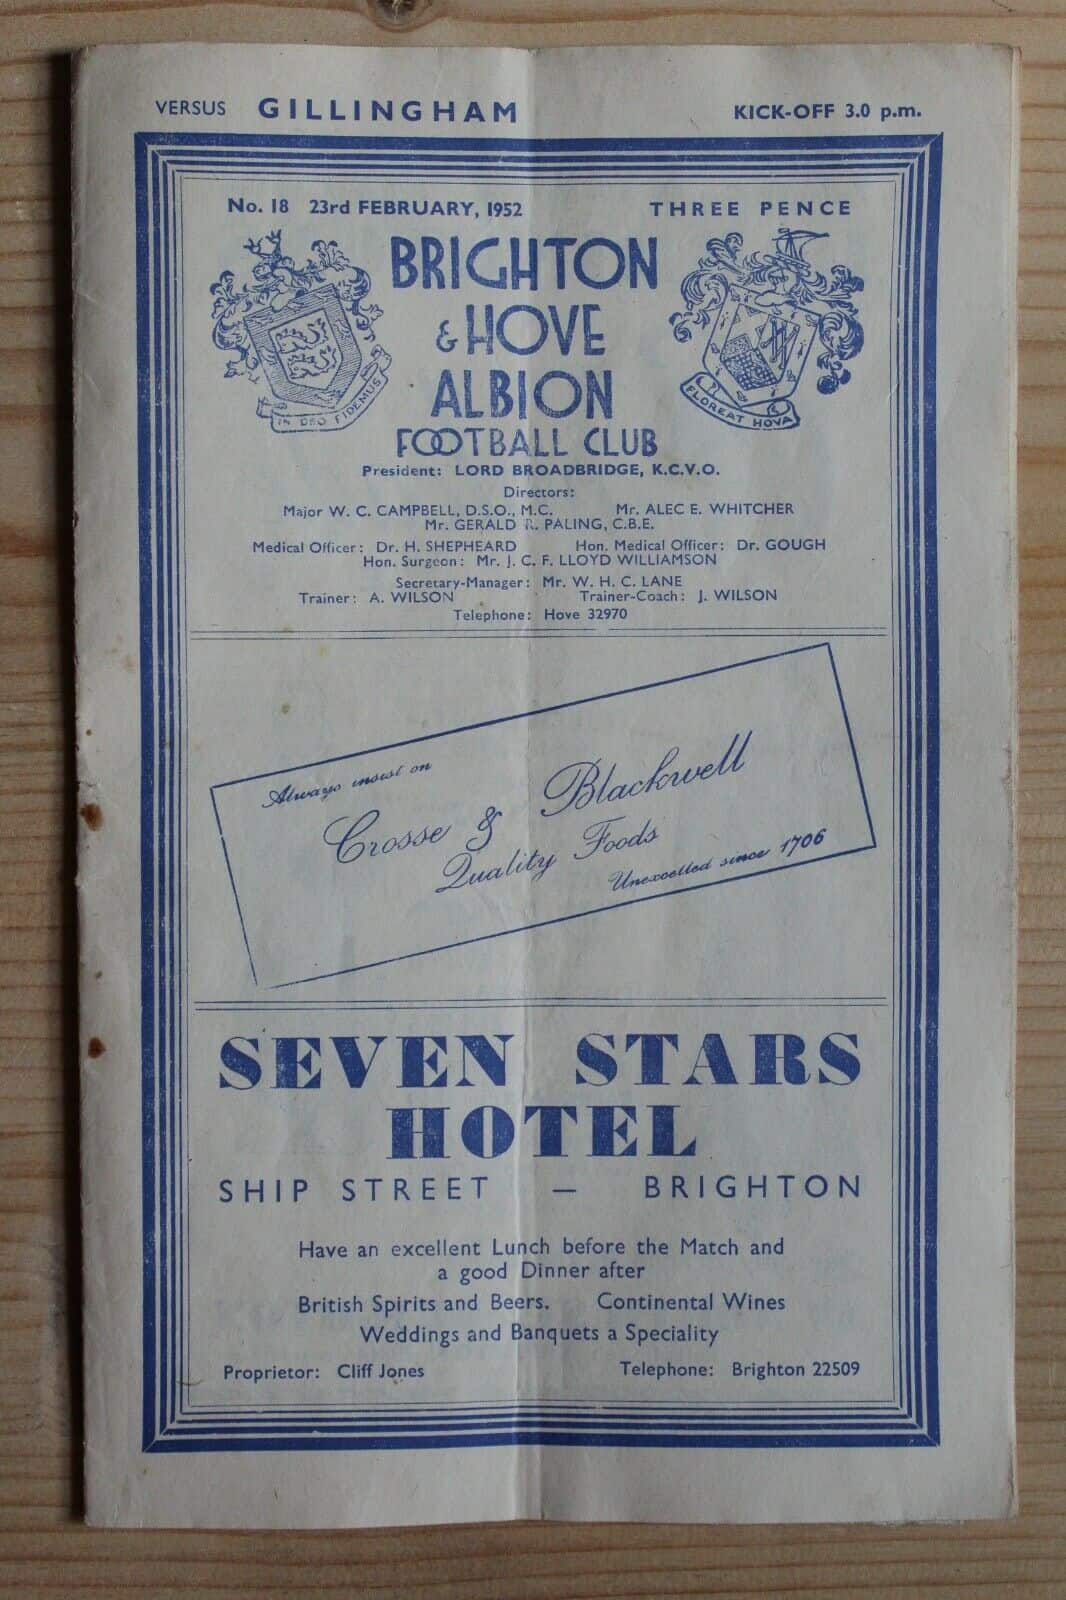 VERSUS GILLINGHAM KICK-OFF 3.0 p.m.
No. 18 23rd FEBRUARY, 1952 THREE PENCE
BRIGHTON
& HOVE
ALBION
FOOTBALL CLUB
IN DEO FIDEMUS
FLOREAT HOVA
President: LORD BROADBRIDGE, K.C.V.O.
Directors:
Major W. C. CAMPBELL, D.S.O., M.C. Mr. ALEC E. WHITCHER
Mr. GERALD R. PALING, C.B.E.
Medical Officer: Dr. H. SHEPHEARD Hon. Medical Officer: Dr. GOUGH
Hon. Surgeon: Mr. J. C. F. LLOYD WILLIAMSON
Secretary-Manager: Mr. W. H. C. LANE
Trainer: A. WILSON Trainer-Coach: J. WILSON
Telephone: Hove 32970
Always insist on
Crosse & Blackwell
Quality Foods
Unexcelled since 1706
SEVEN STARS
HOTEL
SHIP STREET — BRIGHTON
Have an excellent Lunch before the Match and
a good Dinner after
British Spirits and Beers. Continental Wines
Weddings and Banquets a Speciality
Proprietor: Cliff Jones Telephone: Brighton 22509